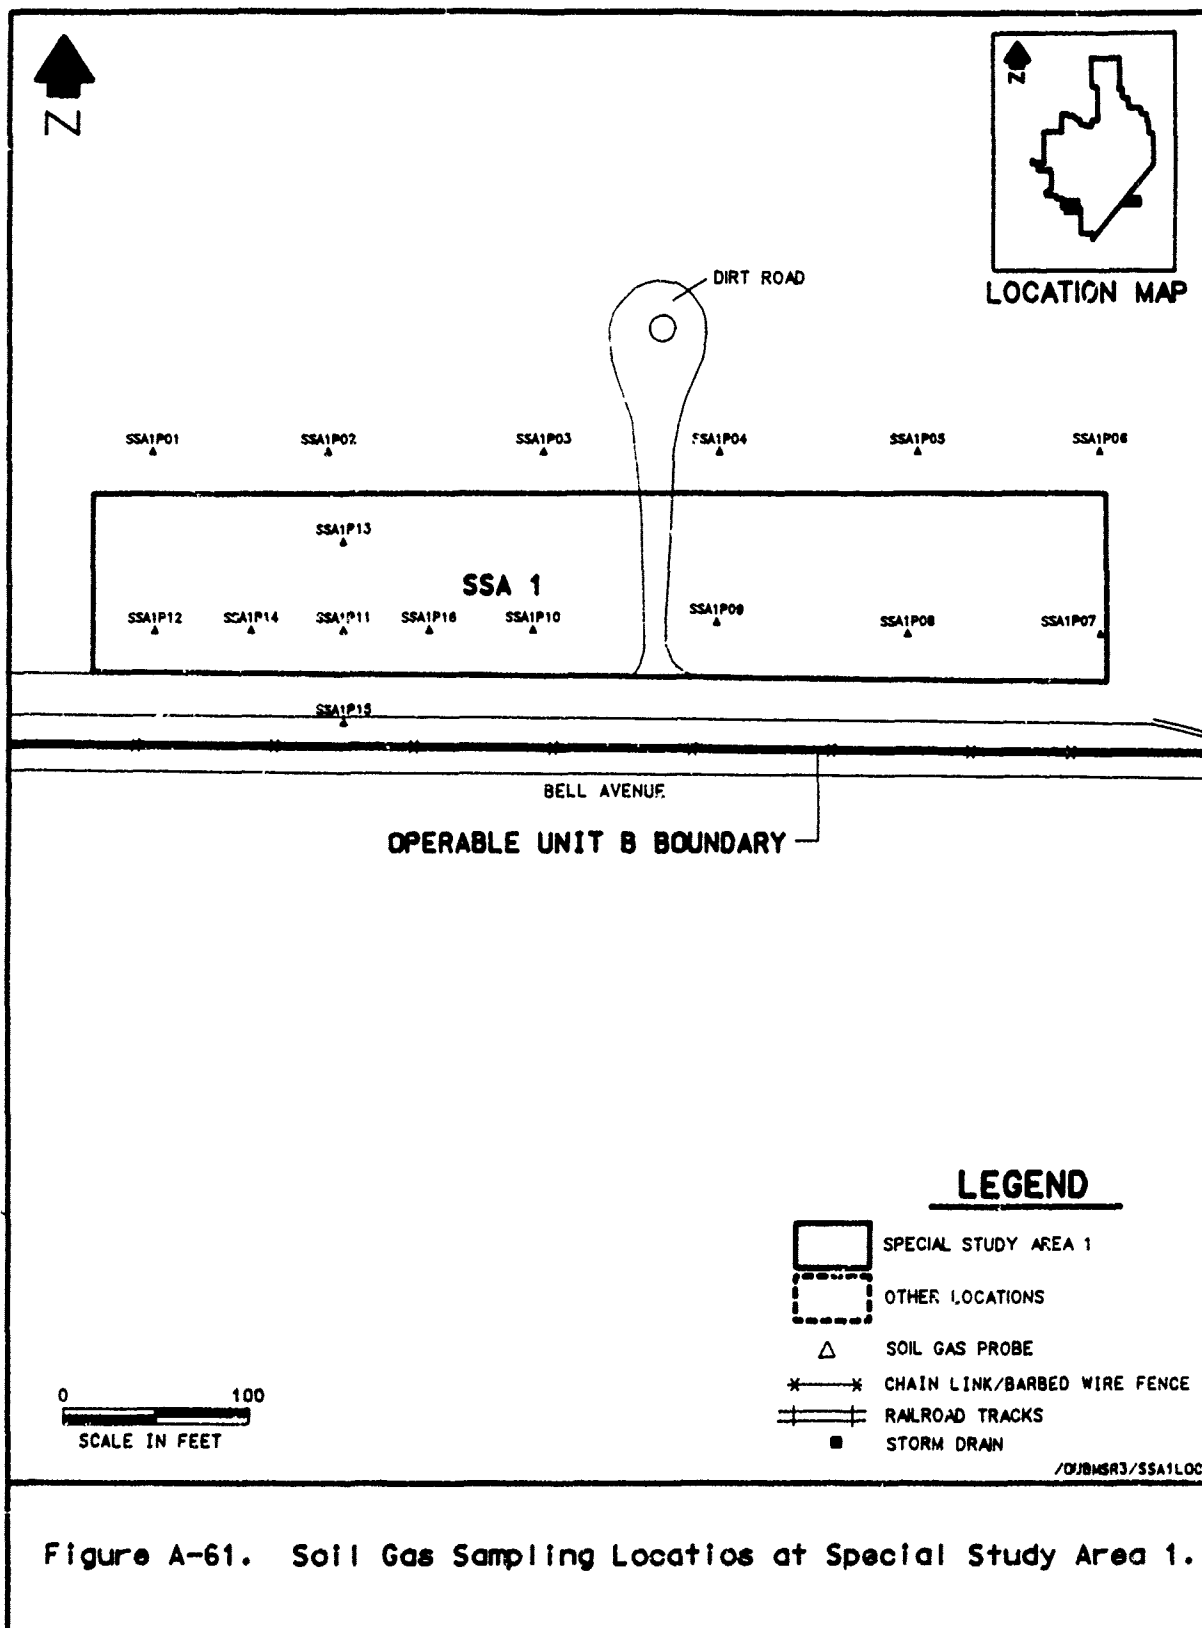 N
N
LOCATION MAP
DIRT ROAD
SSA1P01
SSA1P02
SSA1P03
SSA1P04
SSA1P05
SSA1P06
SSA1P13
SSA 1
SSA1P12
SSA1P14
SSA1P11
SSA1P16
SSA1P10
SSA1P09
SSA1P08
SSA1P07
SSA1P15
BELL AVENUE
OPERABLE UNIT B BOUNDARY
LEGEND
SPECIAL STUDY AREA 1
OTHER LOCATIONS
SOIL GAS PROBE
CHAIN LINK/BARBED WIRE FENCE
RAILROAD TRACKS
STORM DRAIN
0 100
SCALE IN FEET
/OUBMSR3/SSA1LOC
Figure A-61. Soil Gas Sampling Locatios at Special Study Area 1.